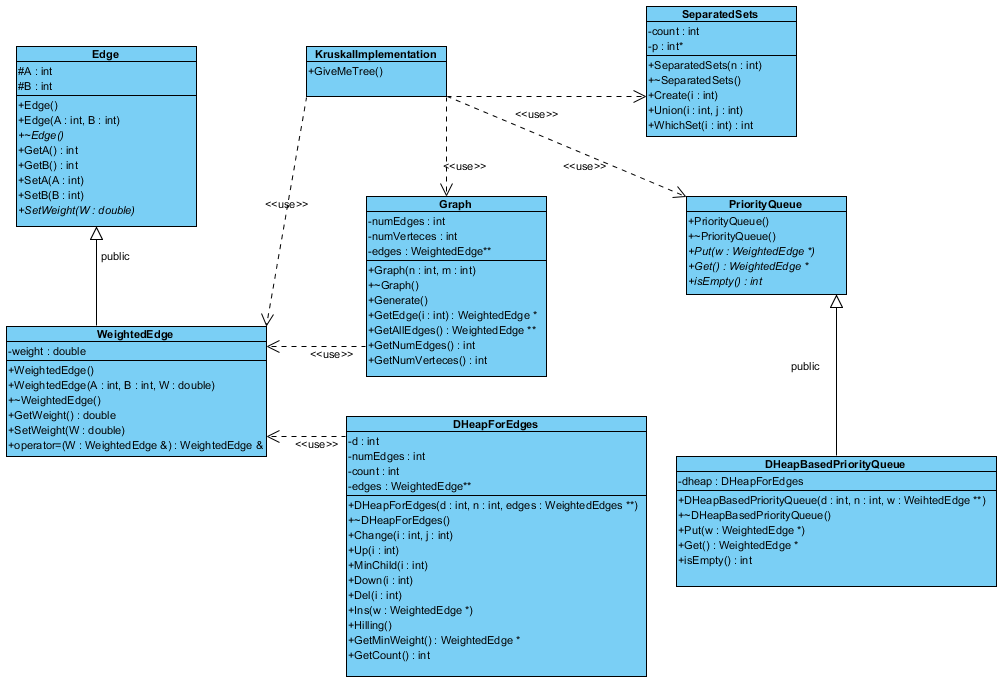 Edge
#A : int
#B : int
+Edge()
+Edge(A : int, B : int)
+~Edge()
+GetA() : int
+GetB() : int
+SetA(A : int)
+SetB(B : int)
+SetWeight(W : double)
KruskalImplementation
+GiveMeTree()
SeparatedSets
-count : int
-p : int*
+SeparatedSets(n : int)
+~SeparatedSets()
+Create(i : int)
+Union(i : int, j : int)
+WhichSet(i : int) : int
<<use>>
<<use>>
<<use>>
<<use>>
public
Graph
-numEdges : int
-numVerteces : int
-edges : WeightedEdge**
+Graph(n : int, m : int)
+~Graph()
+Generate()
+GetEdge(i : int) : WeightedEdge *
+GetAllEdges() : WeightedEdge **
+GetNumEdges() : int
+GetNumVerteces() : int
PriorityQueue
+PriorityQueue()
+~PriorityQueue()
+Put(w : WeightedEdge *)
+Get() : WeightedEdge *
+isEmpty() : int
WeightedEdge
-weight : double
+WeightedEdge()
+WeightedEdge(A : int, B : int, W : double)
+~WeightedEdge()
+GetWeight() : double
+SetWeight(W : double)
+operator=(W : WeightedEdge &) : WeightedEdge &
<<use>>
<<use>>
public
DHeapForEdges
-d : int
-numEdges : int
-count : int
-edges : WeightedEdge**
+DHeapForEdges(d : int, n : int, edges : WeightedEdges **)
+~DHeapForEdges()
+Change(i : int, j : int)
+Up(i : int)
+MinChild(i : int)
+Down(i : int)
+Del(i : int)
+Ins(w : WeightedEdge *)
+Hilling()
+GetMinWeight() : WeightedEdge *
+GetCount() : int
DHeapBasedPriorityQueue
-dheap : DHeapForEdges
+DHeapBasedPriorityQueue(d : int, n : int, w : WeihtedEdge **)
+~DHeapBasedPriorityQueue()
+Put(w : WeightedEdge *)
+Get() : WeightedEdge *
+isEmpty() : int